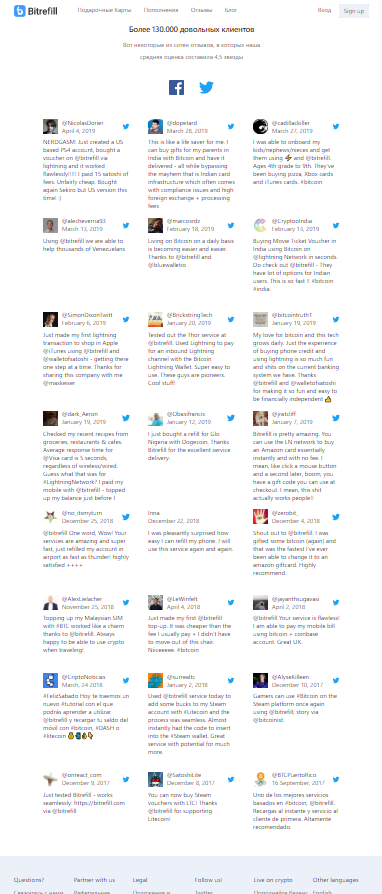 Bitrefill
Подарочные Карты
Пополнения
Отзывы
Блог
Вход
Sign up
Более 130.000 довольных клиентов
Вот некоторые из сотен отзывов, в которых наша
средняя оценка составила 4,5 звезды
@NicolasDorier
April 4, 2019
NERDGASM: Just created a US
based PS4 account, bought a
voucher on @bitrefill via
lightning and it worked
flawlessly!!!! I paid 15 satoshi of
fees. Unfairly cheap. Bought
again Sekiro but US version this
time! :)
@dopetard
March 28, 2019
This is like a life saver for me. I
can buy gifts for my parents in
India with Bitcoin and have it
delivered - all while bypassing
the mayhem that is Indian card
infrastructure which often comes
with compliance issues and high
foreign exchange + processing
fees
@cadillackiller
March 27, 2019
I was able to onboard my
kids/nephews/nieces and get
them using ⚡ and @bitrefill.
Ages 4th grade to 9th. They've
been buying pizza, Xbox cards
and iTunes cards. #bitcoin
@alecheverria93
March 13, 2019
Using @bitrefill we are able to
help thousands of Venezuelans
@marcosrdz
February 18, 2019
Living on Bitcoin on a daily basis
is becoming easier and easier.
Thanks to @bitrefill and
@bluewalletio
@CryptooIndia
February 13, 2019
Buying Movie Ticket Voucher in
India using Bitcoin on
@lightning Network in seconds.
Do check out @bitrefill - They
have lot of options for Indian
users. This is so fast !! #bitcoin
#india
@SimonDixonTwitt
February 6, 2019
Just made my first lightning
transaction to shop in Apple
@iTunes using @bitrefill and
@walletofsatoshi - getting there
one step at a time. Thanks for
sharing this company with me
@maxkeiser
@BrickstringTech
January 20, 2019
Tested out the Thor service at
@bitrefill. Used Lightning to pay
for an inbound Lightning
channel with the Bitcoin
Lightning Wallet. Super easy to
use. These guys are pioneers.
Cool stuff!
@bitcointruth1
January 19, 2019
My love for bitcoin and this tech
grows daily. Just the experience
of buying phone credit and
using lightning is so much fun
and shits on the current banking
system we have. Thanks
@bitrefill and @walletofsatoshi
for making it so fun and easy to
be financially independent 👍
@dark_Aeron
January 19, 2019
Checked my recent recipes from
groceries, restaurants & cafes.
Average response time for
@Visa card is 5 seconds,
regardless of wired/wireless.
Guess what that was for
#LightningNetwork? I paid my
mobile with @bitrefill - topped
up my balance just before I
@Obasifrancis
January 12, 2019
I just bought a refill for Glo
Nigeria with Dogecoin. Thanks
Bitrefill for the excellent service
delivery.
@jratcliff
January 7, 2019
Bitrefill is pretty amazing. You
can use the LN network to buy
an Amazon card essentially
instantly and with no fee. I
mean, like click a mouse button
and a second later, boom, you
have a gift code you can use at
checkout. I mean, this shit
actually works people!!
@no_itsmyturn
December 25, 2018
@bitrefill One word, Wow! Your
services are amazing and super
fast, just refilled my account in
airport as fast as thunder! highly
satisfied ++++
Irina
December 22, 2018
I was pleasantly surprised how
easy I can refill my phone. I will
use this service again and again.
@zerobit_
December 4, 2018
Shout out to @bitrefill. I was
gifted some bitcoin (again) and
that was the fastest I've ever
been able to change it to an
amazon giftcard. Highly
recommend.
@AlexLielacher
November 25, 2018
Topping up my Malaysian SIM
with #BTC worked like a charm
thanks to @bitrefill. Always
happy to be able to use crypto
when traveling!
@LeWinfelt
April 4, 2018
Just made my first @bitrefill
top-up. It was cheaper than the
fee I usually pay + I didn't have
to move out of this chair.
Niceeeeee. #bitcoin
@jayanthsugavasi
April 2, 2018
@bitrefill Your service is flawless!
I am able to pay my mobile bill
using bitcoin + coinbase
account. Great UX.
@CriptoNoticias
March, 24 2018
#FelizSabado Hoy te traemos un
nuevo #tutorial con el que
podrás aprender a utilizar
@bitrefill y recargar tu saldo del
móvil con #bitcoin, #DASH o
#litecoin
@sunwelfc
January 2, 2018
Used @bitrefill service today to
add some bucks to my Steam
account with #Litecoin and the
process was seamless. Almost
instantly had the code to insert
into the #Steam wallet. Great
service with potential for much
more.
@AlyseKilleen
December 10, 2017
Gamers can use #Bitcoin on the
Steam platform once again
using @bitrefill; story via
@bitcoinist.
@oneact_com
December 9, 2017
Just tested Bitrefill - works
seamlessly: https://bitrefill.com
via @bitrefill
@SatoshiLite
December 8, 2017
You can now buy Steam
vouchers with LTC! Thanks
@bitrefill for supporting
Litecoin!
@BTCPuertoRico
16 September, 2017
Uno de los mejores servicios
basados en #bitcoin, @bitrefill.
Recargas al instante y servicio al
cliente de primera. Altamente
recomendado.
Questions?
Partner with us
Legal
Follow us!
Live on crypto
Other languages
Свяжитесь с нами
Twitter
English